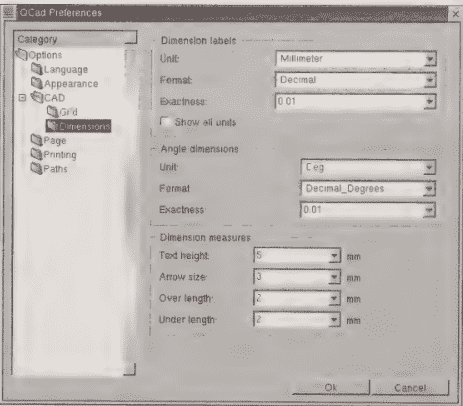 QCad Preferences
Category
Options
Language
Appearance
CAD
Grid
Dimensions
Page
Printing
Paths
Dimension labels
Unit: Millimeter
Format: Decimal
Exactness: 0.01
Show all units
Angle dimensions
Unit: Deg
Format Decimal_Degrees
Exactness 0.01
Dimension measures
Text height: 5 mm
Arrow size: 3 mm
Over length: 2 mm
Under length: 2 mm
Ok Cancel